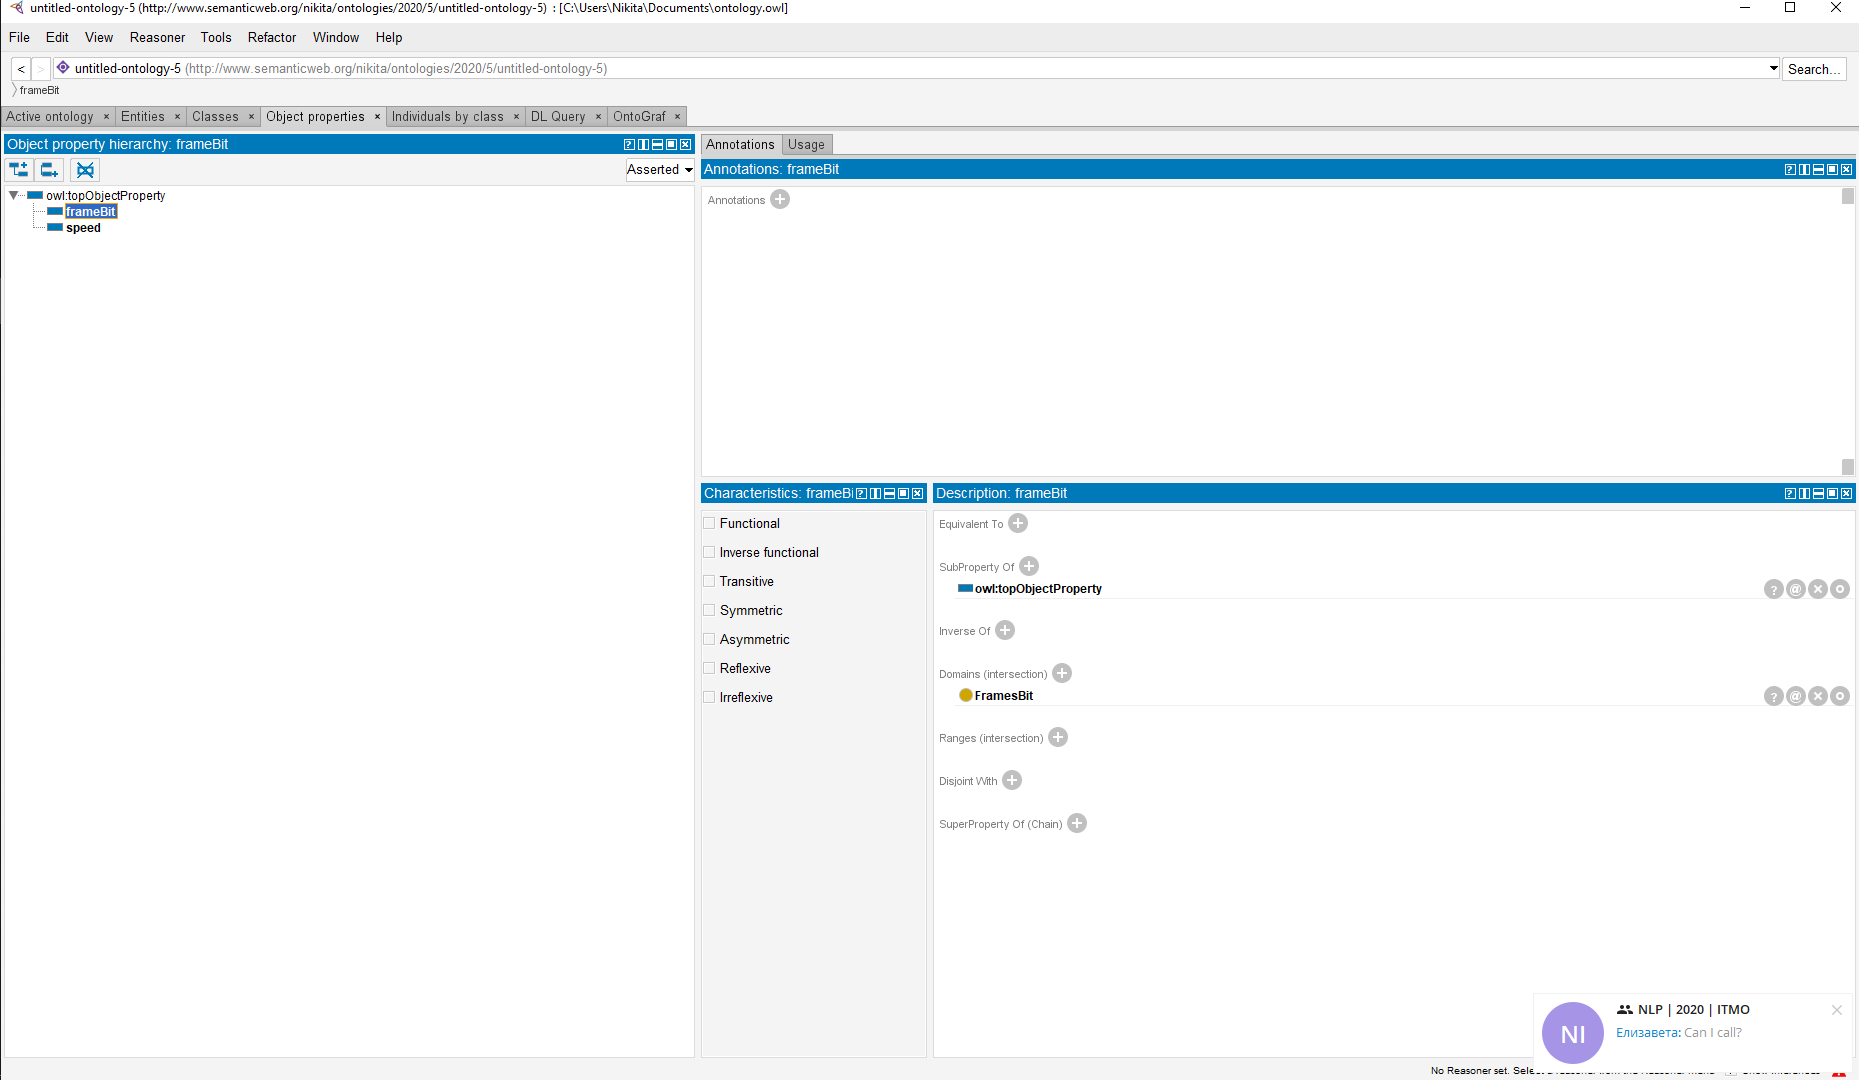 untitled-ontology-5 (http://www.semanticweb.org/nikita/ontologies/2020/5/untitled-ontology-5) : [C:\Users\Nikita\Documents\ontology.owl]
File Edit View Reasoner Tools Refactor Window Help
< > untitled-ontology-5 (http://www.semanticweb.org/nikita/ontologies/2020/5/untitled-ontology-5) Search...
frameBit
Active ontology × Entities × Classes × Object properties × Individuals by class × DL Query × OntoGraf ×
Object property hierarchy: frameBit
Asserted
owl:topObjectProperty
frameBit
speed
Annotations Usage
Annotations: frameBit
Annotations
Characteristics: frameBi
Functional
Inverse functional
Transitive
Symmetric
Asymmetric
Reflexive
Irreflexive
Description: frameBit
Equivalent To
SubProperty Of
owl:topObjectProperty
Inverse Of
Domains (intersection)
FramesBit
Ranges (intersection)
Disjoint With
SuperProperty Of (Chain)
NI
NLP | 2020 | ITMO
Елизавета: Can I call?
No Reasoner set.